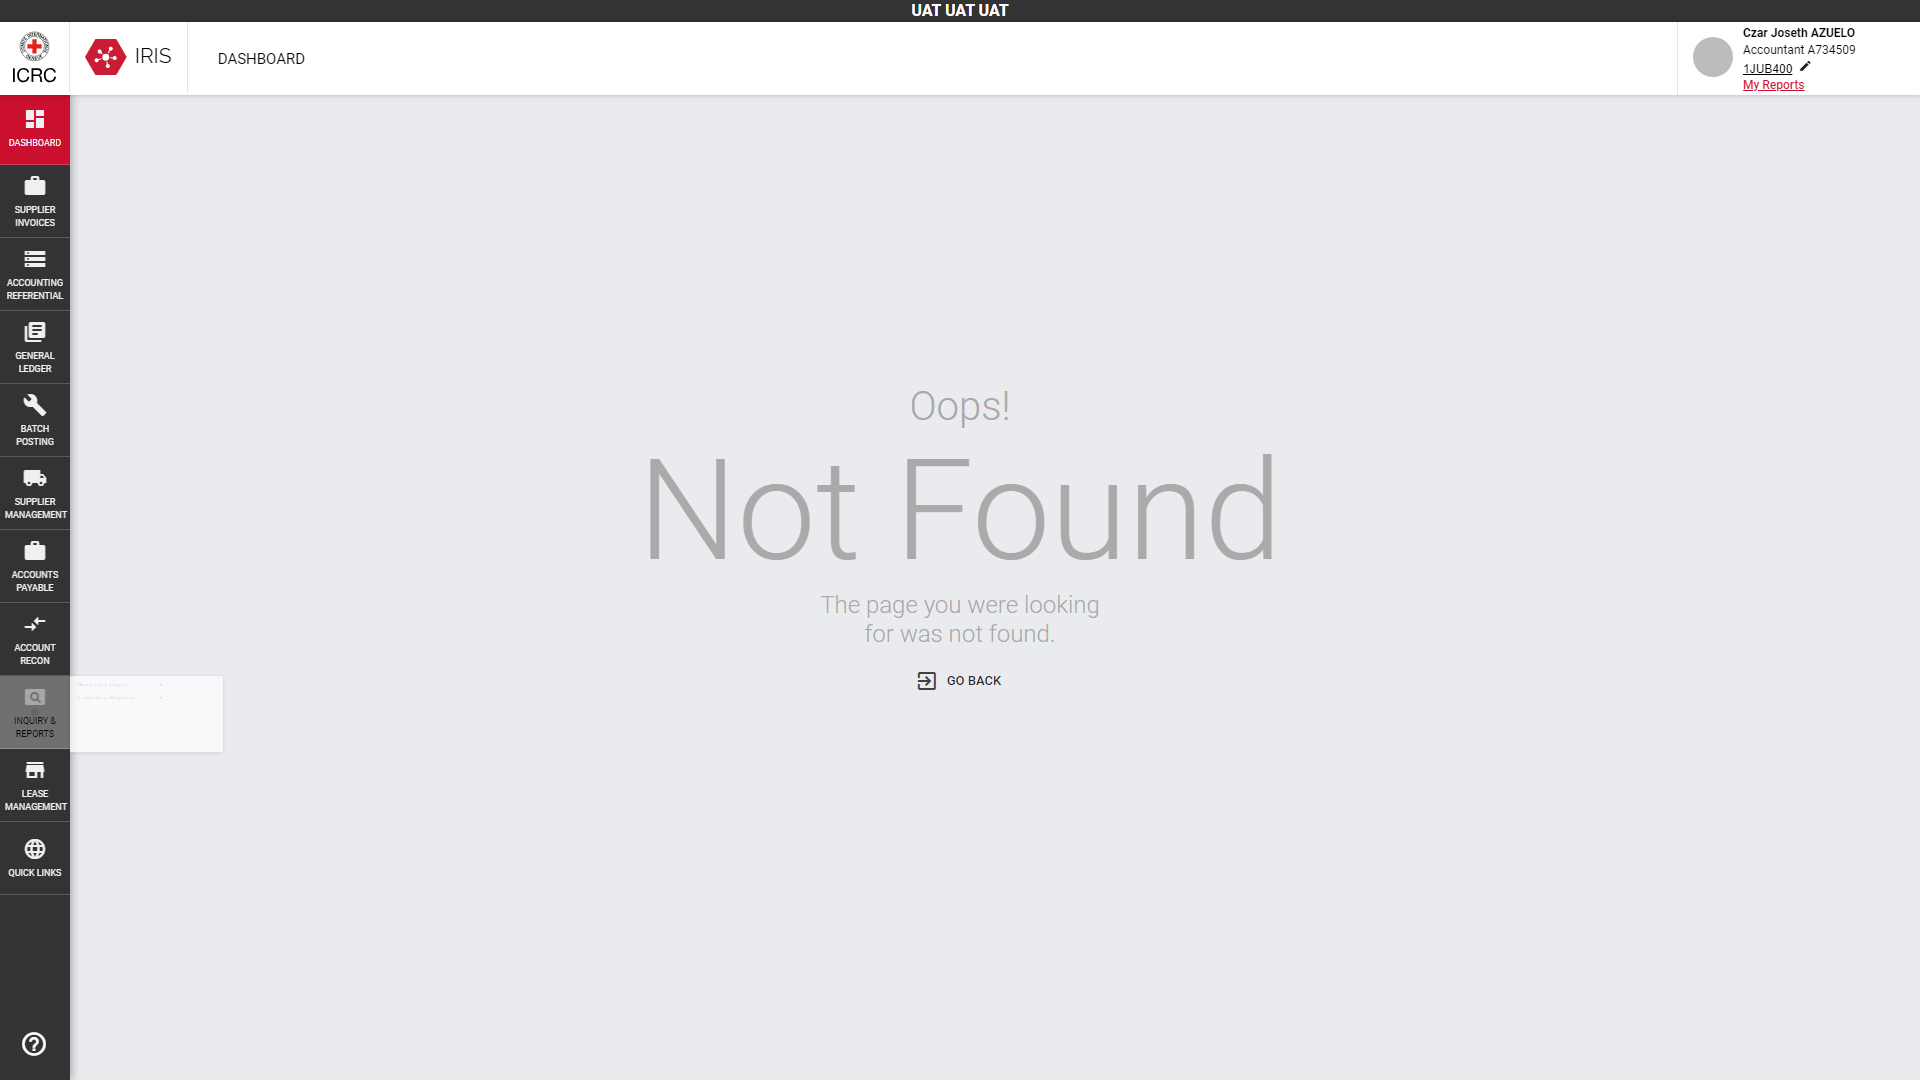 UAT UAT UAT
ICRC
IRIS
DASHBOARD
Czar Joseth AZUELO
Accountant A734509
1JUB400
My Reports
DASHBOARD
SUPPLIER
INVOICES
ACCOUNTING
REFERENTIAL
GENERAL
LEDGER
BATCH
POSTING
SUPPLIER
MANAGEMENT
ACCOUNTS
PAYABLE
ACCOUNT
RECON
INQUIRY &
REPORTS
LEASE
MANAGEMENT
QUICK LINKS
Oops!
Not Found
The page you were looking
for was not found.
GO BACK